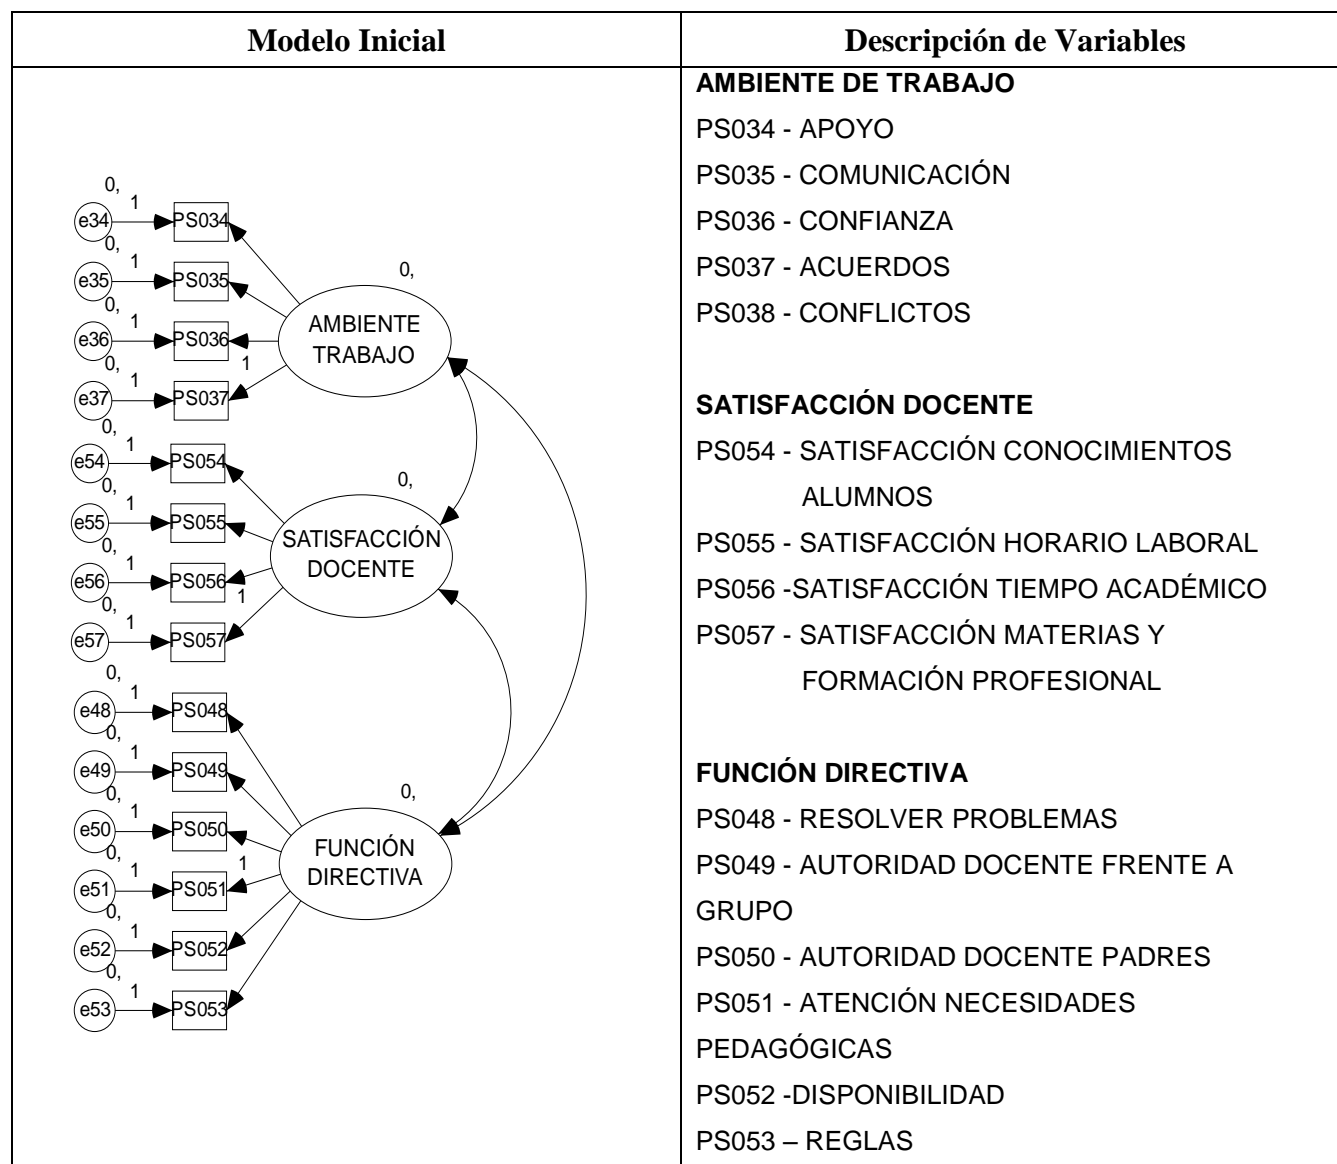 Modelo Inicial
Descripción de Variables
0,
1
e34
PS034
0,
1
e35
PS035
0,
1
e36
PS036
0,
1
e37
PS037
1
0,
AMBIENTE
TRABAJO
0,
1
e54
PS054
0,
1
e55
PS055
0,
1
e56
PS056
0,
1
e57
PS057
1
0,
SATISFACCIÓN
DOCENTE
0,
1
e48
PS048
0,
1
e49
PS049
0,
1
e50
PS050
0,
1
e51
PS051
1
0,
1
e52
PS052
0,
1
e53
PS053
0,
FUNCIÓN
DIRECTIVA
AMBIENTE DE TRABAJO
PS034 - APOYO
PS035 - COMUNICACIÓN
PS036 - CONFIANZA
PS037 - ACUERDOS
PS038 - CONFLICTOS
SATISFACCIÓN DOCENTE
PS054 - SATISFACCIÓN CONOCIMIENTOS
ALUMNOS
PS055 - SATISFACCIÓN HORARIO LABORAL
PS056 -SATISFACCIÓN TIEMPO ACADÉMICO
PS057 - SATISFACCIÓN MATERIAS Y
FORMACIÓN PROFESIONAL
FUNCIÓN DIRECTIVA
PS048 - RESOLVER PROBLEMAS
PS049 - AUTORIDAD DOCENTE FRENTE A
GRUPO
PS050 - AUTORIDAD DOCENTE PADRES
PS051 - ATENCIÓN NECESIDADES
PEDAGÓGICAS
PS052 -DISPONIBILIDAD
PS053 – REGLAS